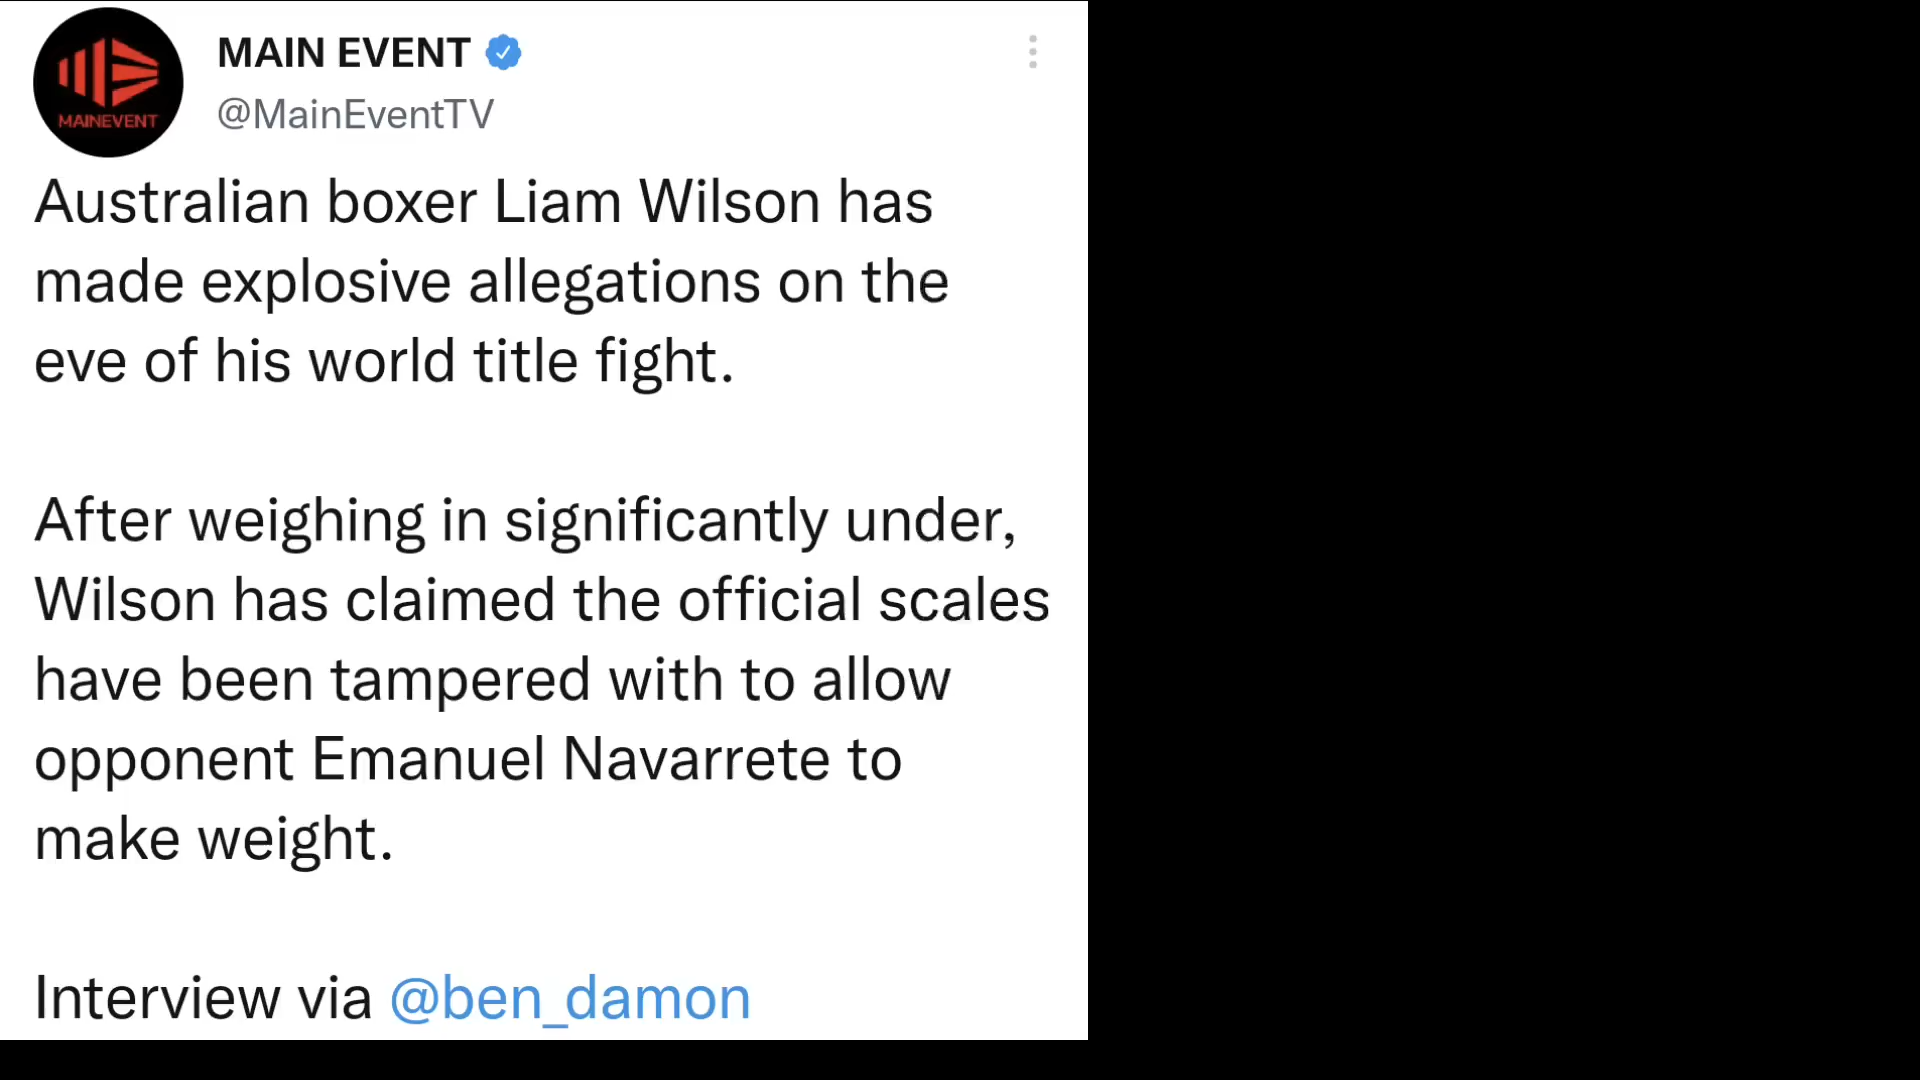 MAIN EVENT
@MainEventTV
MAINEVENT
Australian boxer Liam Wilson has
made explosive allegations on the
eve of his world title fight.
After weighing in significantly under,
Wilson has claimed the official scales
have been tampered with to allow
opponent Emanuel Navarrete to
make weight.
Interview via @ben_damon